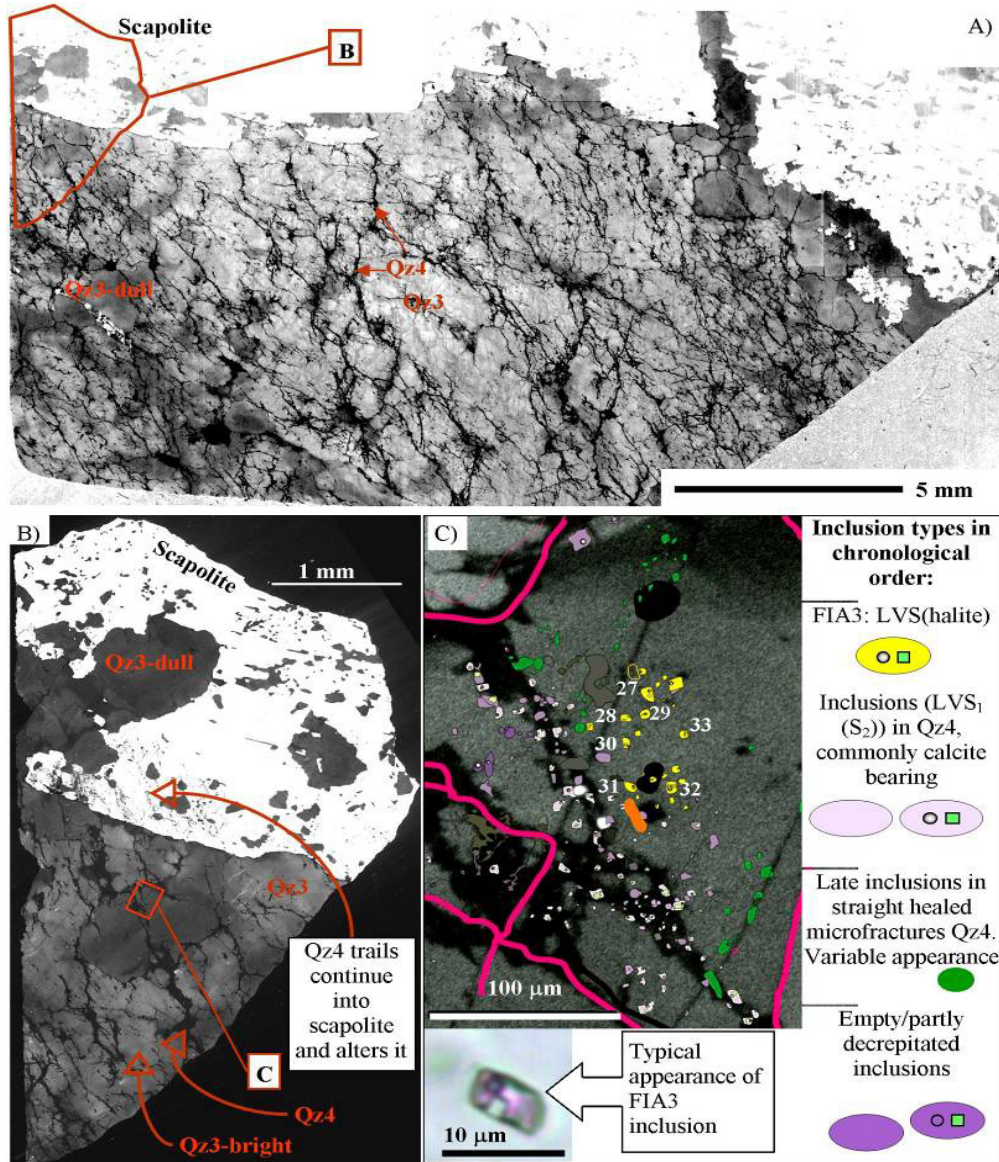 Scapolite
B
A)
Qz4
Qz3-dull
Qz3
5 mm
B)
Scapolite
1 mm
Qz3-dull
Qz3
Qz4 trails
continue
into
scapolite
and alters it
C
Qz4
Qz3-bright
C)
27
28
29
33
30
31
32
100 µm
Typical
appearance of
FIA3
inclusion
10 µm
Inclusion types in
chronological
order:
FIA3: LVS(halite)
Inclusions (LVS₁
(S₂)) in Qz4,
commonly calcite
bearing
Late inclusions in
straight healed
microfractures Qz4.
Variable appearance
Empty/partly
decrepitated
inclusions